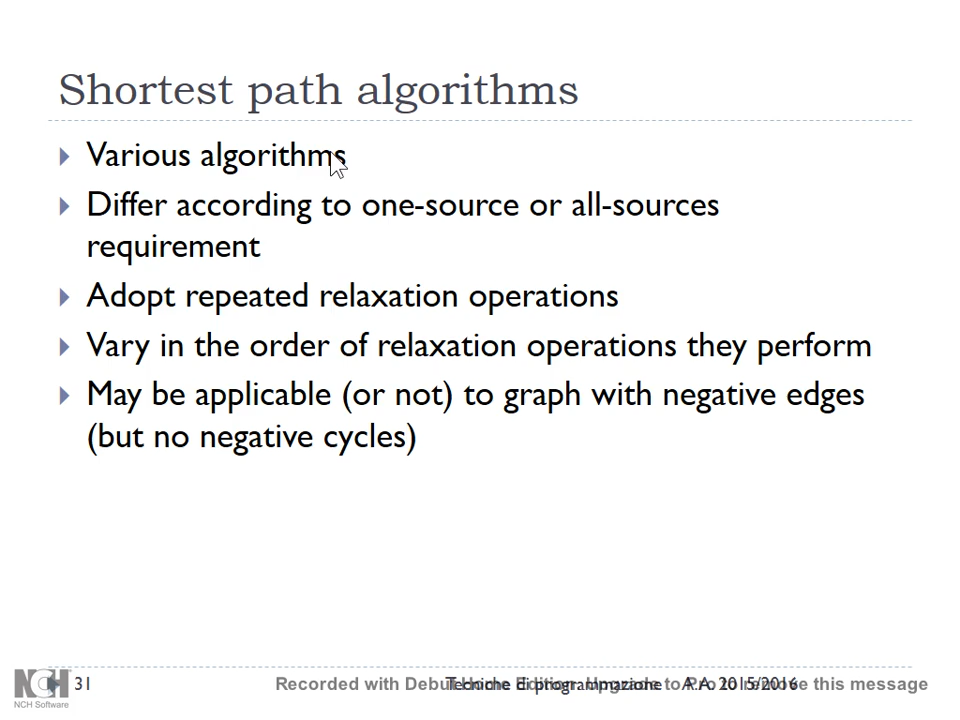 Shortest path algorithms
Various algorithms
Differ according to one-source or all-sources
requirement
Adopt repeated relaxation operations
Vary in the order of relaxation operations they perform
May be applicable (or not) to graph with negative edges
(but no negative cycles)
NCH
NCH Software
31
Recorded with Debut Home Edition. Upgrade to Pro to remove this message
Tecniche di programmazione A.A. 2015/2016